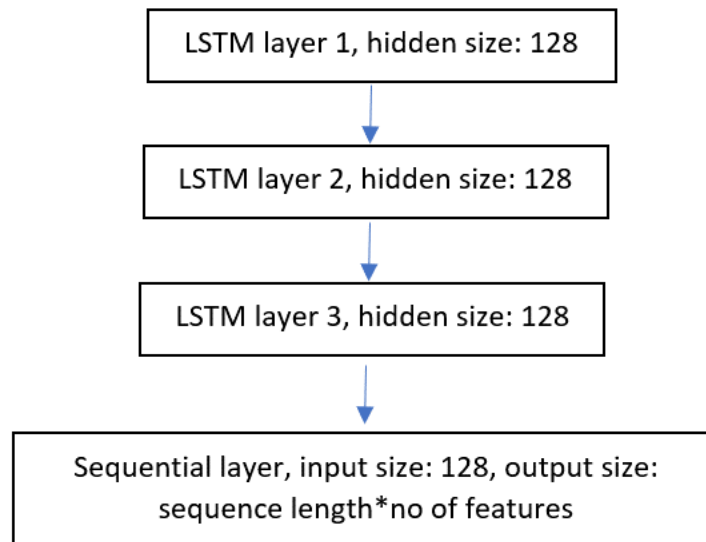 LSTM layer 1, hidden size: 128
LSTM layer 2, hidden size: 128
LSTM layer 3, hidden size: 128
Sequential layer, input size: 128, output size:
sequence length*no of features